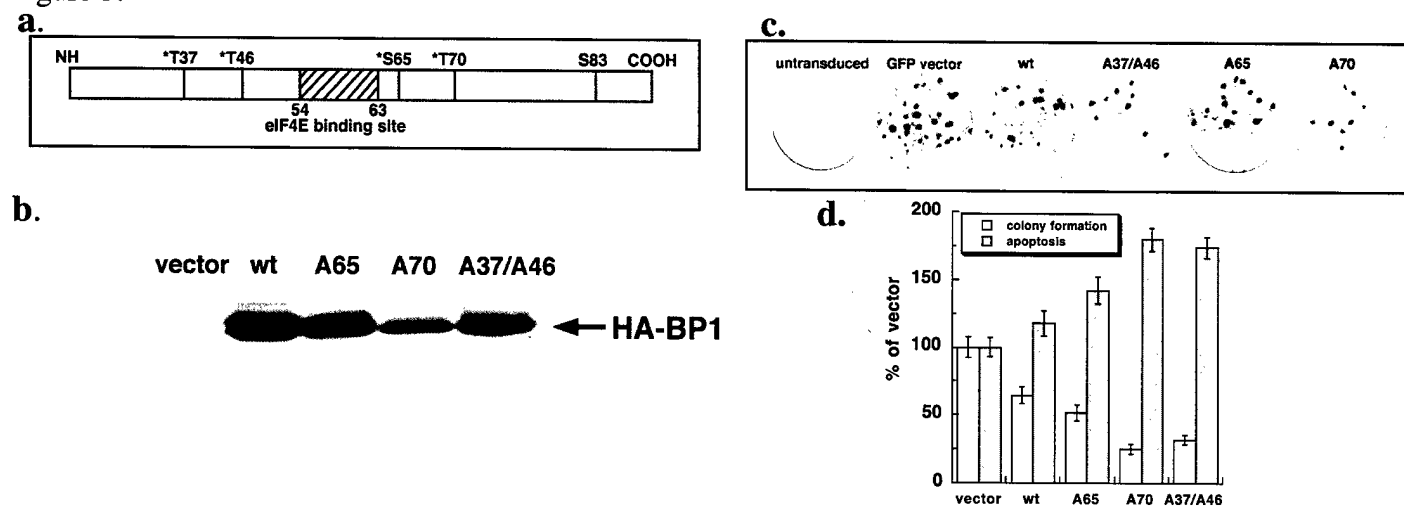 a.
NH *T37 *T46 *S65 *T70 S83 COOH
54 63
eIF4E binding site
b.
vector wt A65 A70 A37/A46
HA-BP1
c.
untransduced GFP vector wt A37/A46 A65 A70
d.
200
150
100
50
0
% of vector
colony formation
apoptosis
vector wt A65 A70 A37/A46